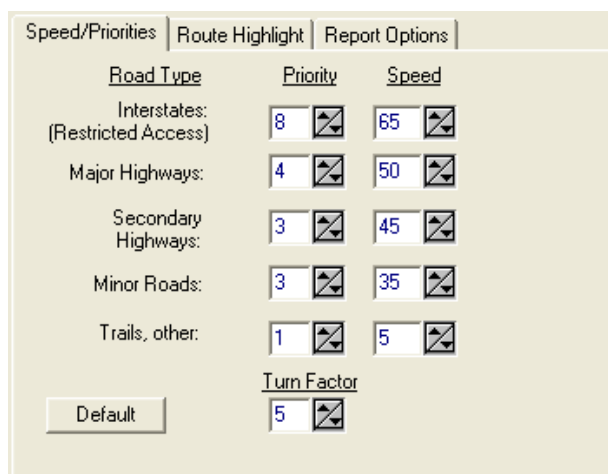 Speed/Priorities Route Highlight Report Options
Road Type Priority Speed
Interstates:
(Restricted Access) 8 65
Major Highways: 4 50
Secondary
Highways: 3 45
Minor Roads: 3 35
Trails, other: 1 5
Turn Factor
Default 5